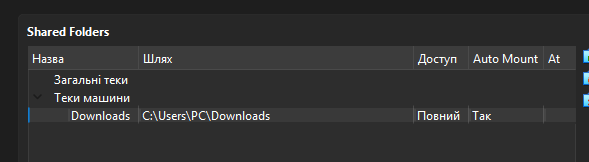 Shared Folders
Назва Шлях Доступ Auto Mount At
Загальні теки
Теки машини
Downloads C:\Users\PC\Downloads Повний Так